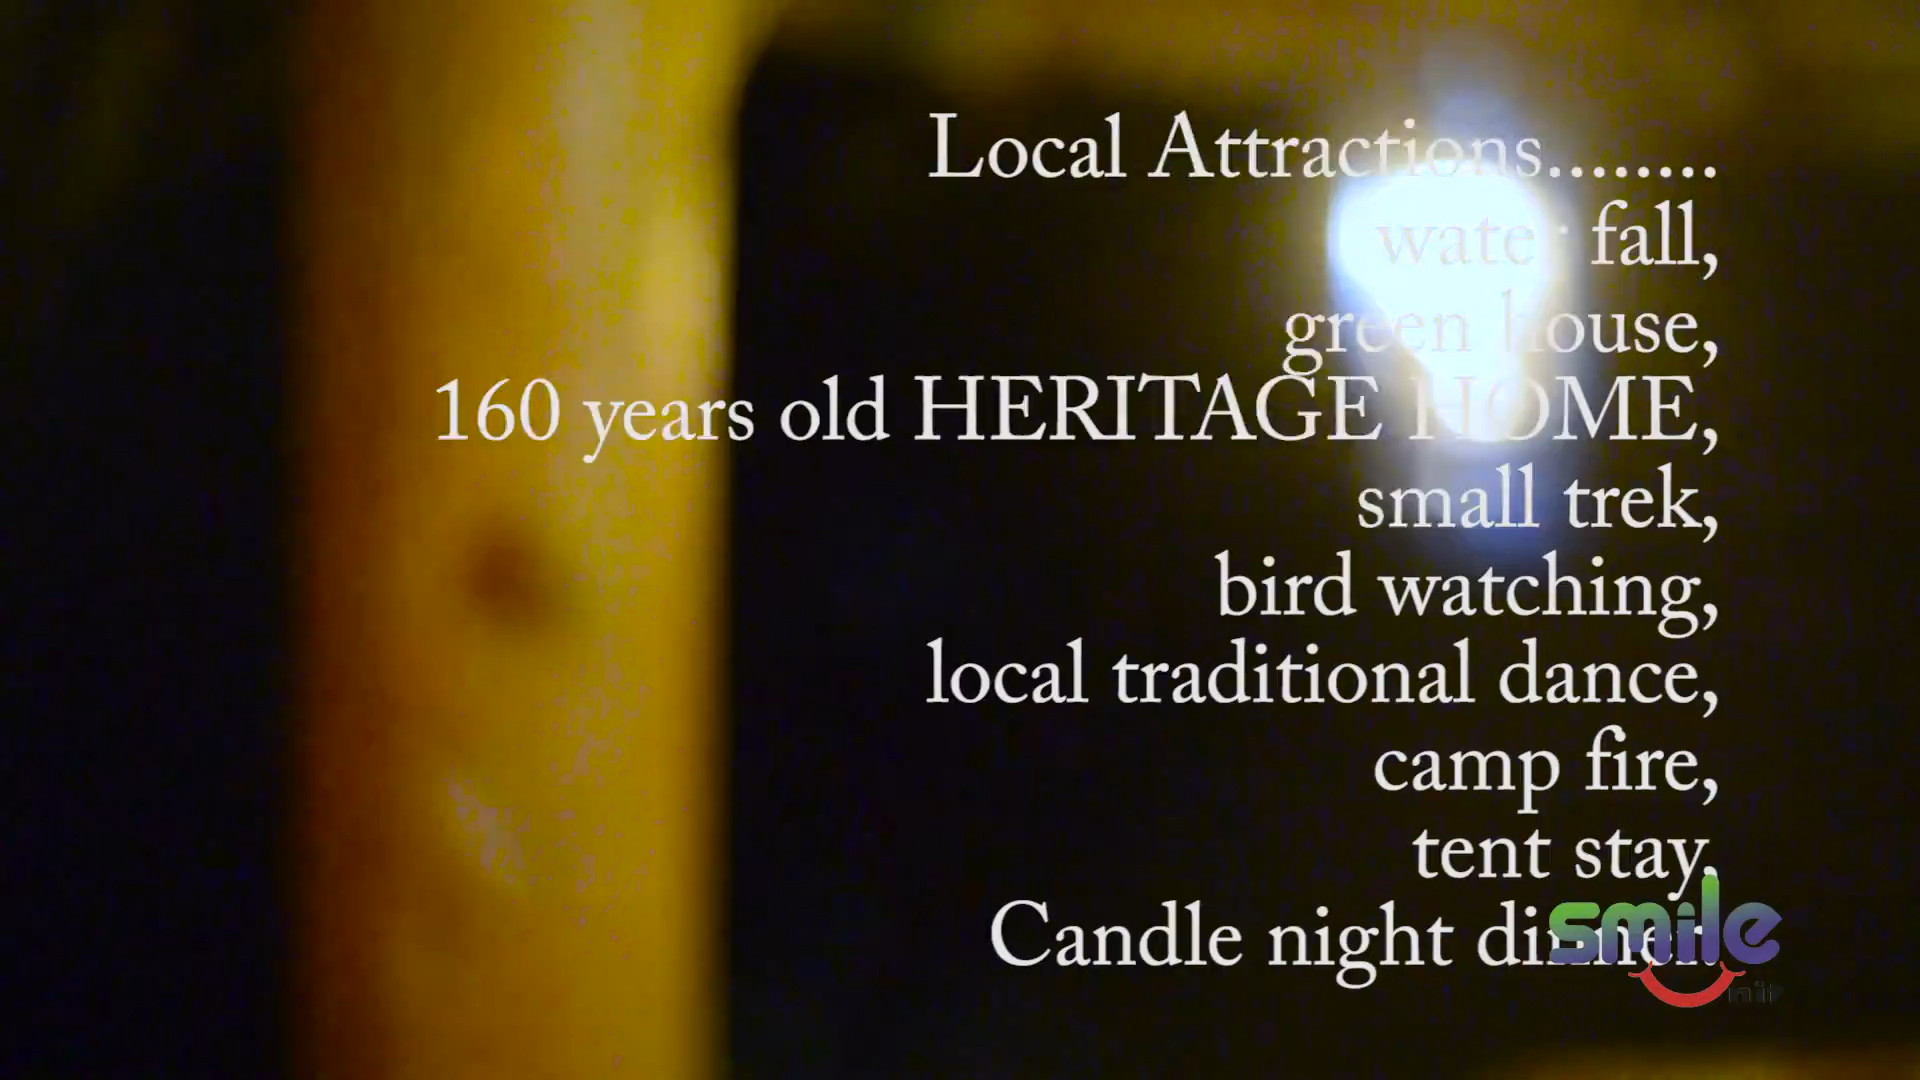 Local Attractions........
water fall,
green house,
160 years old HERITAGE HOME,
small trek,
bird watching,
local traditional dance,
camp fire,
tent stay,
Candle night dinner.
smile